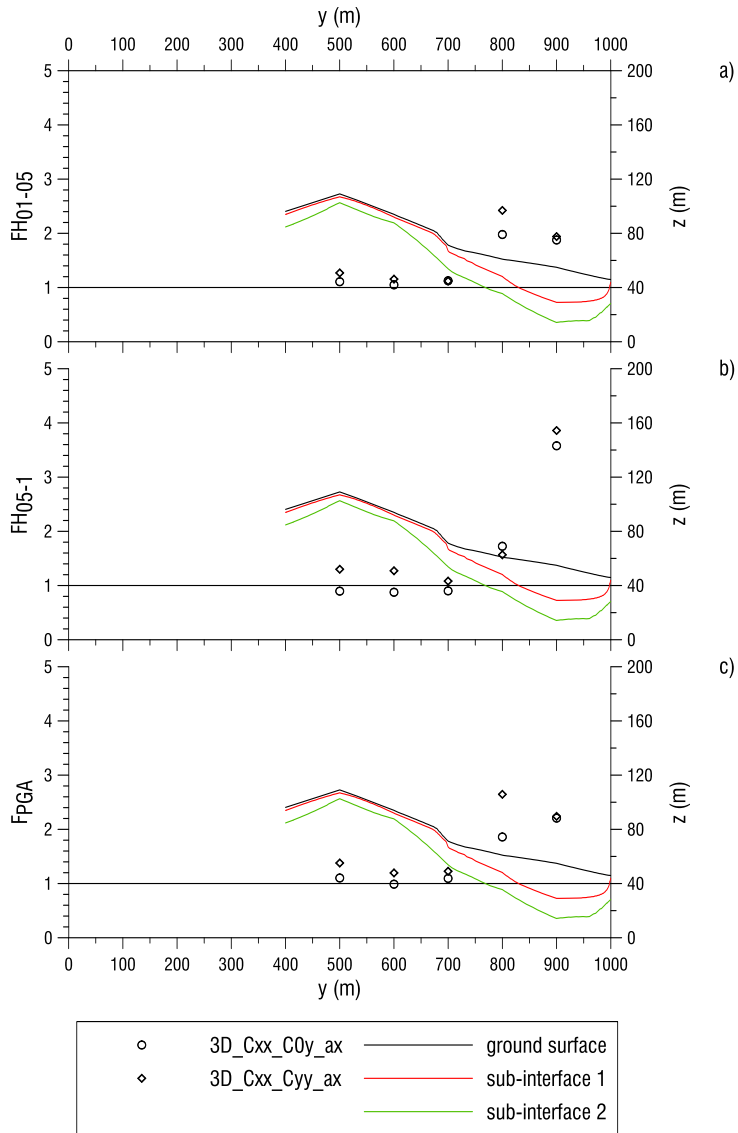 y (m)
0 100 200 300 400 500 600 700 800 900 1000
a)
5 4 3 2 1 0
FH01-05
200 160 120 80 40 0
z (m)
b)
5 4 3 2 1 0
FH05-1
200 160 120 80 40 0
z (m)
c)
5 4 3 2 1 0
FPGA
200 160 120 80 40 0
z (m)
0 100 200 300 400 500 600 700 800 900 1000
y (m)
3D_Cxx_C0y_ax ground surface
3D_Cxx_Cyy_ax sub-interface 1
sub-interface 2